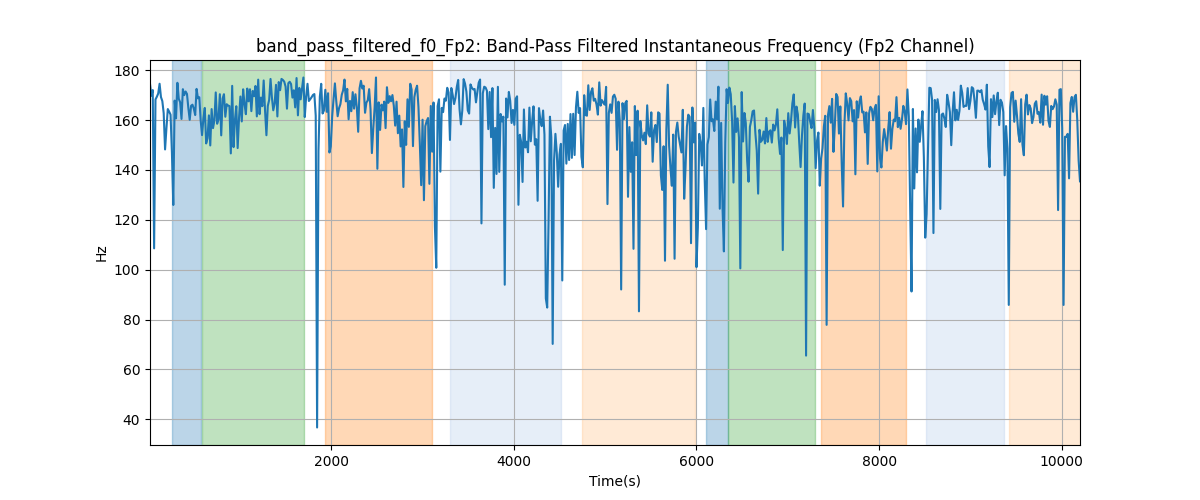 band_pass_filtered_f0_Fp2: Band-Pass Filtered Instantaneous Frequency (Fp2 Channel)
180
160
140
120
100
80
60
40
Hz
2000 4000 6000 8000 10000
Time(s)